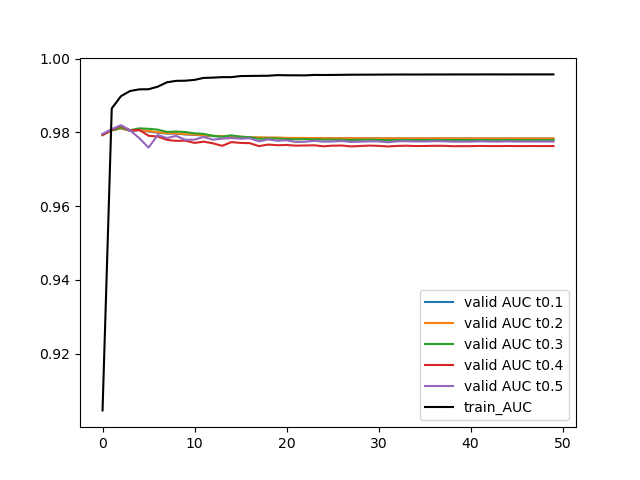 1.00
0.98
0.96
0.94
0.92
valid AUC t0.1
valid AUC t0.2
valid AUC t0.3
valid AUC t0.4
valid AUC t0.5
train_AUC
0 10 20 30 40 50